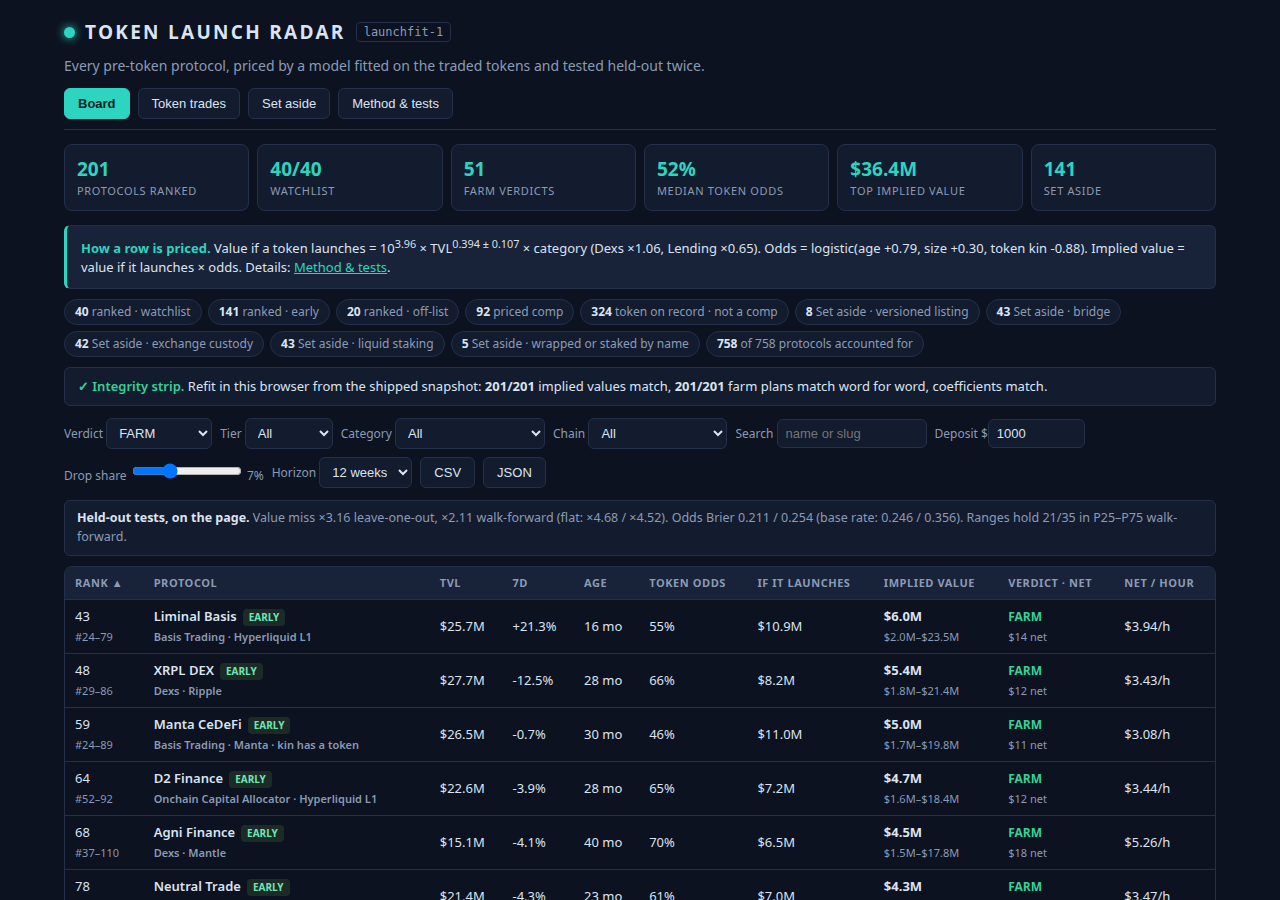 TOKEN LAUNCH RADAR launchfit-1
Every pre-token protocol, priced by a model fitted on the traded tokens and tested held-out twice.
Board Token trades Set aside Method & tests
201 40/40 51 52% $36.4M 141
PROTOCOLS RANKED WATCHLIST FARM VERDICTS MEDIAN TOKEN ODDS TOP IMPLIED VALUE SET ASIDE
How a row is priced. Value if a token launches = 10^3.96 × TVL^0.394 ± 0.107 × category (Dexs ×1.06, Lending ×0.65). Odds = logistic(age +0.79, size +0.30, token kin -0.88). Implied value =
value if it launches × odds. Details: Method & tests.
40 ranked · watchlist 141 ranked · early 20 ranked · off-list 92 priced comp 324 token on record · not a comp 8 Set aside · versioned listing 43 Set aside · bridge
42 Set aside · exchange custody 43 Set aside · liquid staking 5 Set aside · wrapped or staked by name 758 of 758 protocols accounted for
✓ Integrity strip. Refit in this browser from the shipped snapshot: 201/201 implied values match, 201/201 farm plans match word for word, coefficients match.
Verdict FARM Tier All Category All Chain All Search name or slug Deposit $ 1000
Drop share 7% Horizon 12 weeks CSV JSON
Held-out tests, on the page. Value miss ×3.16 leave-one-out, ×2.11 walk-forward (flat: ×4.68 / ×4.52). Odds Brier 0.211 / 0.254 (base rate: 0.246 / 0.356). Ranges hold 21/35 in P25–P75 walk-
forward.
RANK ▲ PROTOCOL TVL 7D AGE TOKEN ODDS IF IT LAUNCHES IMPLIED VALUE VERDICT · NET NET / HOUR
43 Liminal Basis EARLY $25.7M +21.3% 16 mo 55% $10.9M $6.0M FARM $3.94/h
#24–79 Basis Trading · Hyperliquid L1 $2.0M–$23.5M $14 net
48 XRPL DEX EARLY $27.7M -12.5% 28 mo 66% $8.2M $5.4M FARM $3.43/h
#29–86 Dexs · Ripple $1.8M–$21.4M $12 net
59 Manta CeDeFi EARLY $26.5M -0.7% 30 mo 46% $11.0M $5.0M FARM $3.08/h
#24–89 Basis Trading · Manta · kin has a token $1.7M–$19.8M $11 net
64 D2 Finance EARLY $22.6M -3.9% 28 mo 65% $7.2M $4.7M FARM $3.44/h
#52–92 Onchain Capital Allocator · Hyperliquid L1 $1.6M–$18.4M $12 net
68 Agni Finance EARLY $15.1M -4.1% 40 mo 70% $6.5M $4.5M FARM $5.26/h
#37–110 Dexs · Mantle $1.5M–$17.8M $18 net
78 Neutral Trade EARLY $21.4M -4.3% 23 mo 61% $7.0M $4.3M FARM $3.47/h